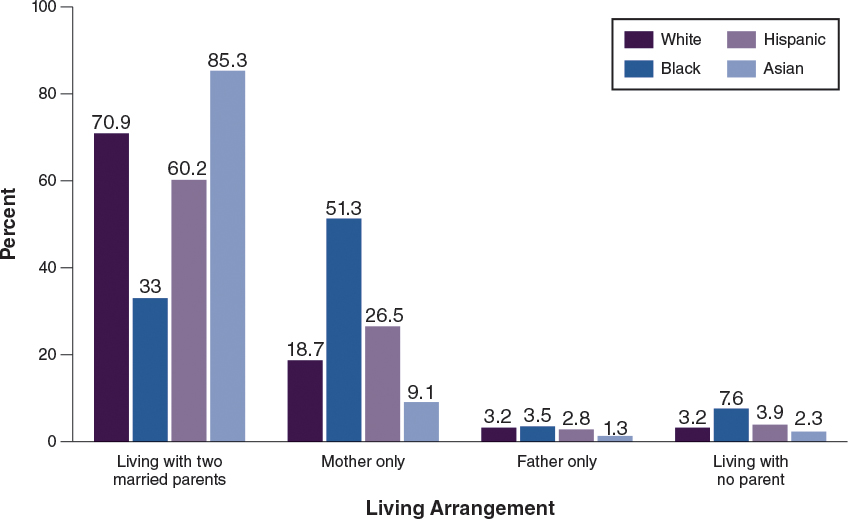 100
80
60
40
20
0
Percent
White
Hispanic
Black
Asian
70.9
33
60.2
85.3
18.7
51.3
26.5
9.1
3.2
3.5
2.8
1.3
3.2
7.6
3.9
2.3
Living with two
married parents
Mother only
Father only
Living with
no parent
Living Arrangement